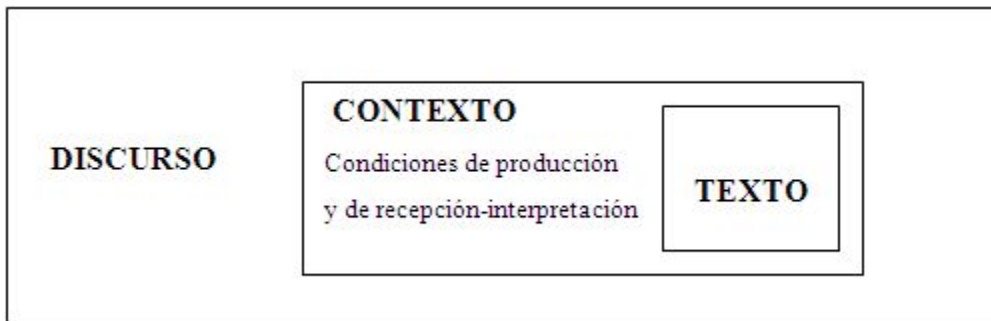 DISCURSO
CONTEXTO
Condiciones de producción
y de recepción-interpretación
TEXTO